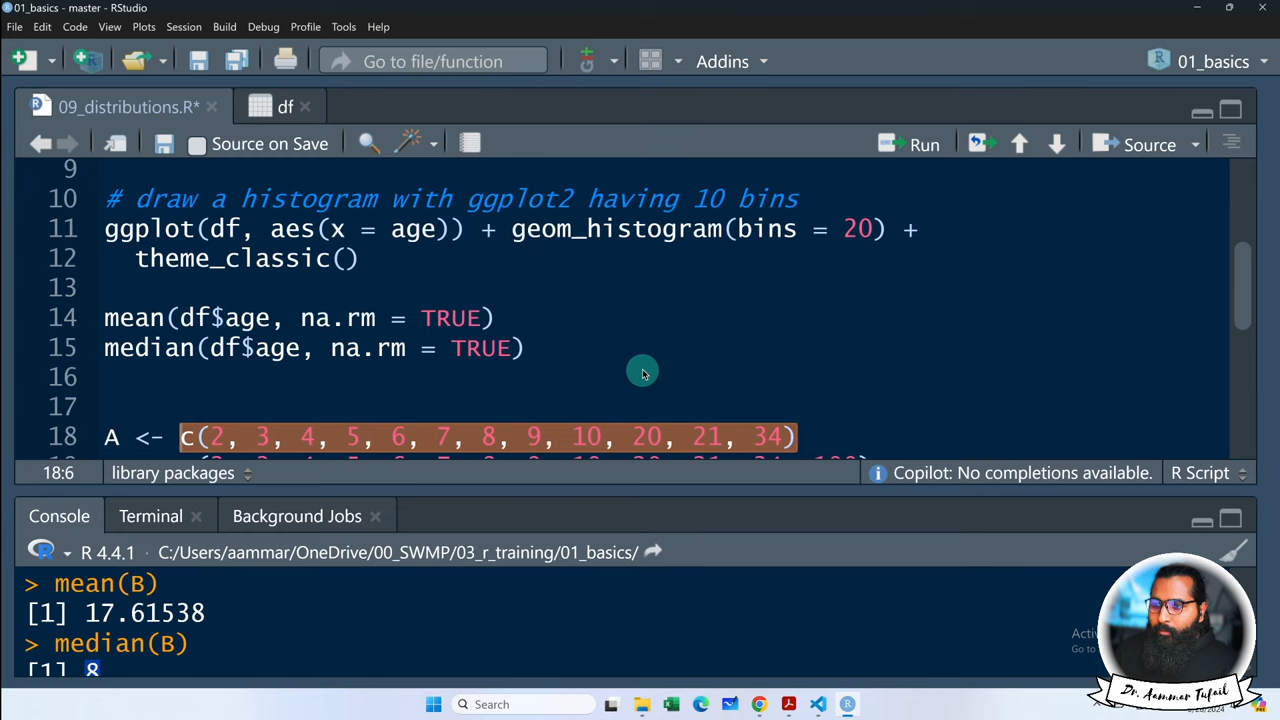 01_basics - master - RStudio
File Edit Code View Plots Session Build Debug Profile Tools Help
Go to file/function Addins 01_basics
09_distributions.R* df
Source on Save Run Source
9
10 # draw a histogram with ggplot2 having 10 bins
11 ggplot(df, aes(x = age)) + geom_histogram(bins = 20) +
12 theme_classic()
13
14 mean(df$age, na.rm = TRUE)
15 median(df$age, na.rm = TRUE)
16
17
18 A <- c(2, 3, 4, 5, 6, 7, 8, 9, 10, 20, 21, 34)
18:6 library packages Copilot: No completions available. R Script
Console Terminal Background Jobs
R 4.4.1 · C:/Users/aammar/OneDrive/00_SWMP/03_r_training/01_basics/
> mean(B)
[1] 17.61538
> median(B)
[1] 8
Go to
Dr. Aammar Tufail
Search